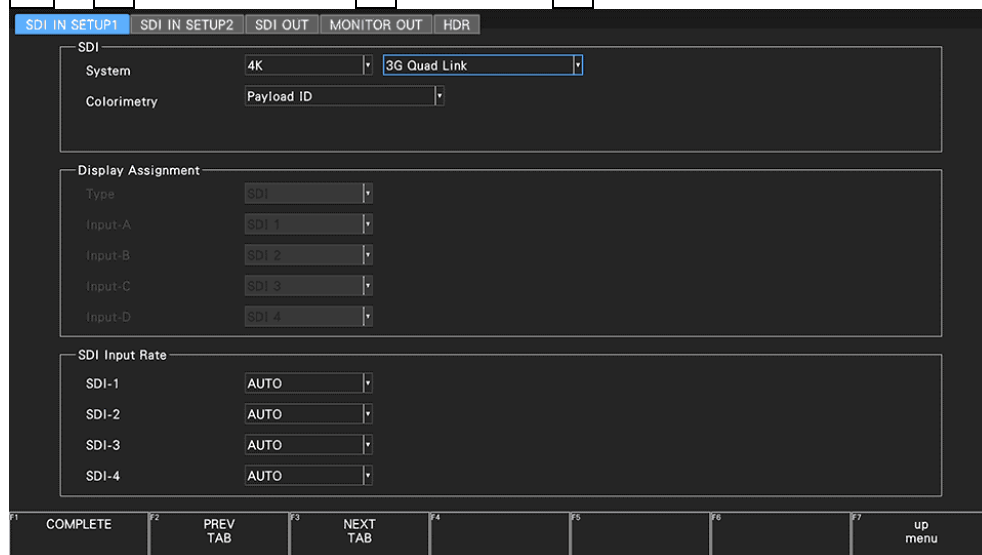 SDI IN SETUP1 SDI IN SETUP2 SDI OUT MONITOR OUT HDR
SDI
System 4K 3G Quad Link
Colorimetry Payload ID
Display Assignment
Type SDI
Input-A SDI 1
Input-B SDI 2
Input-C SDI 3
Input-D SDI 4
SDI Input Rate
SDI-1 AUTO
SDI-2 AUTO
SDI-3 AUTO
SDI-4 AUTO
F1 COMPLETE F2 PREV TAB F3 NEXT TAB F4 F5 F6 F7 up menu